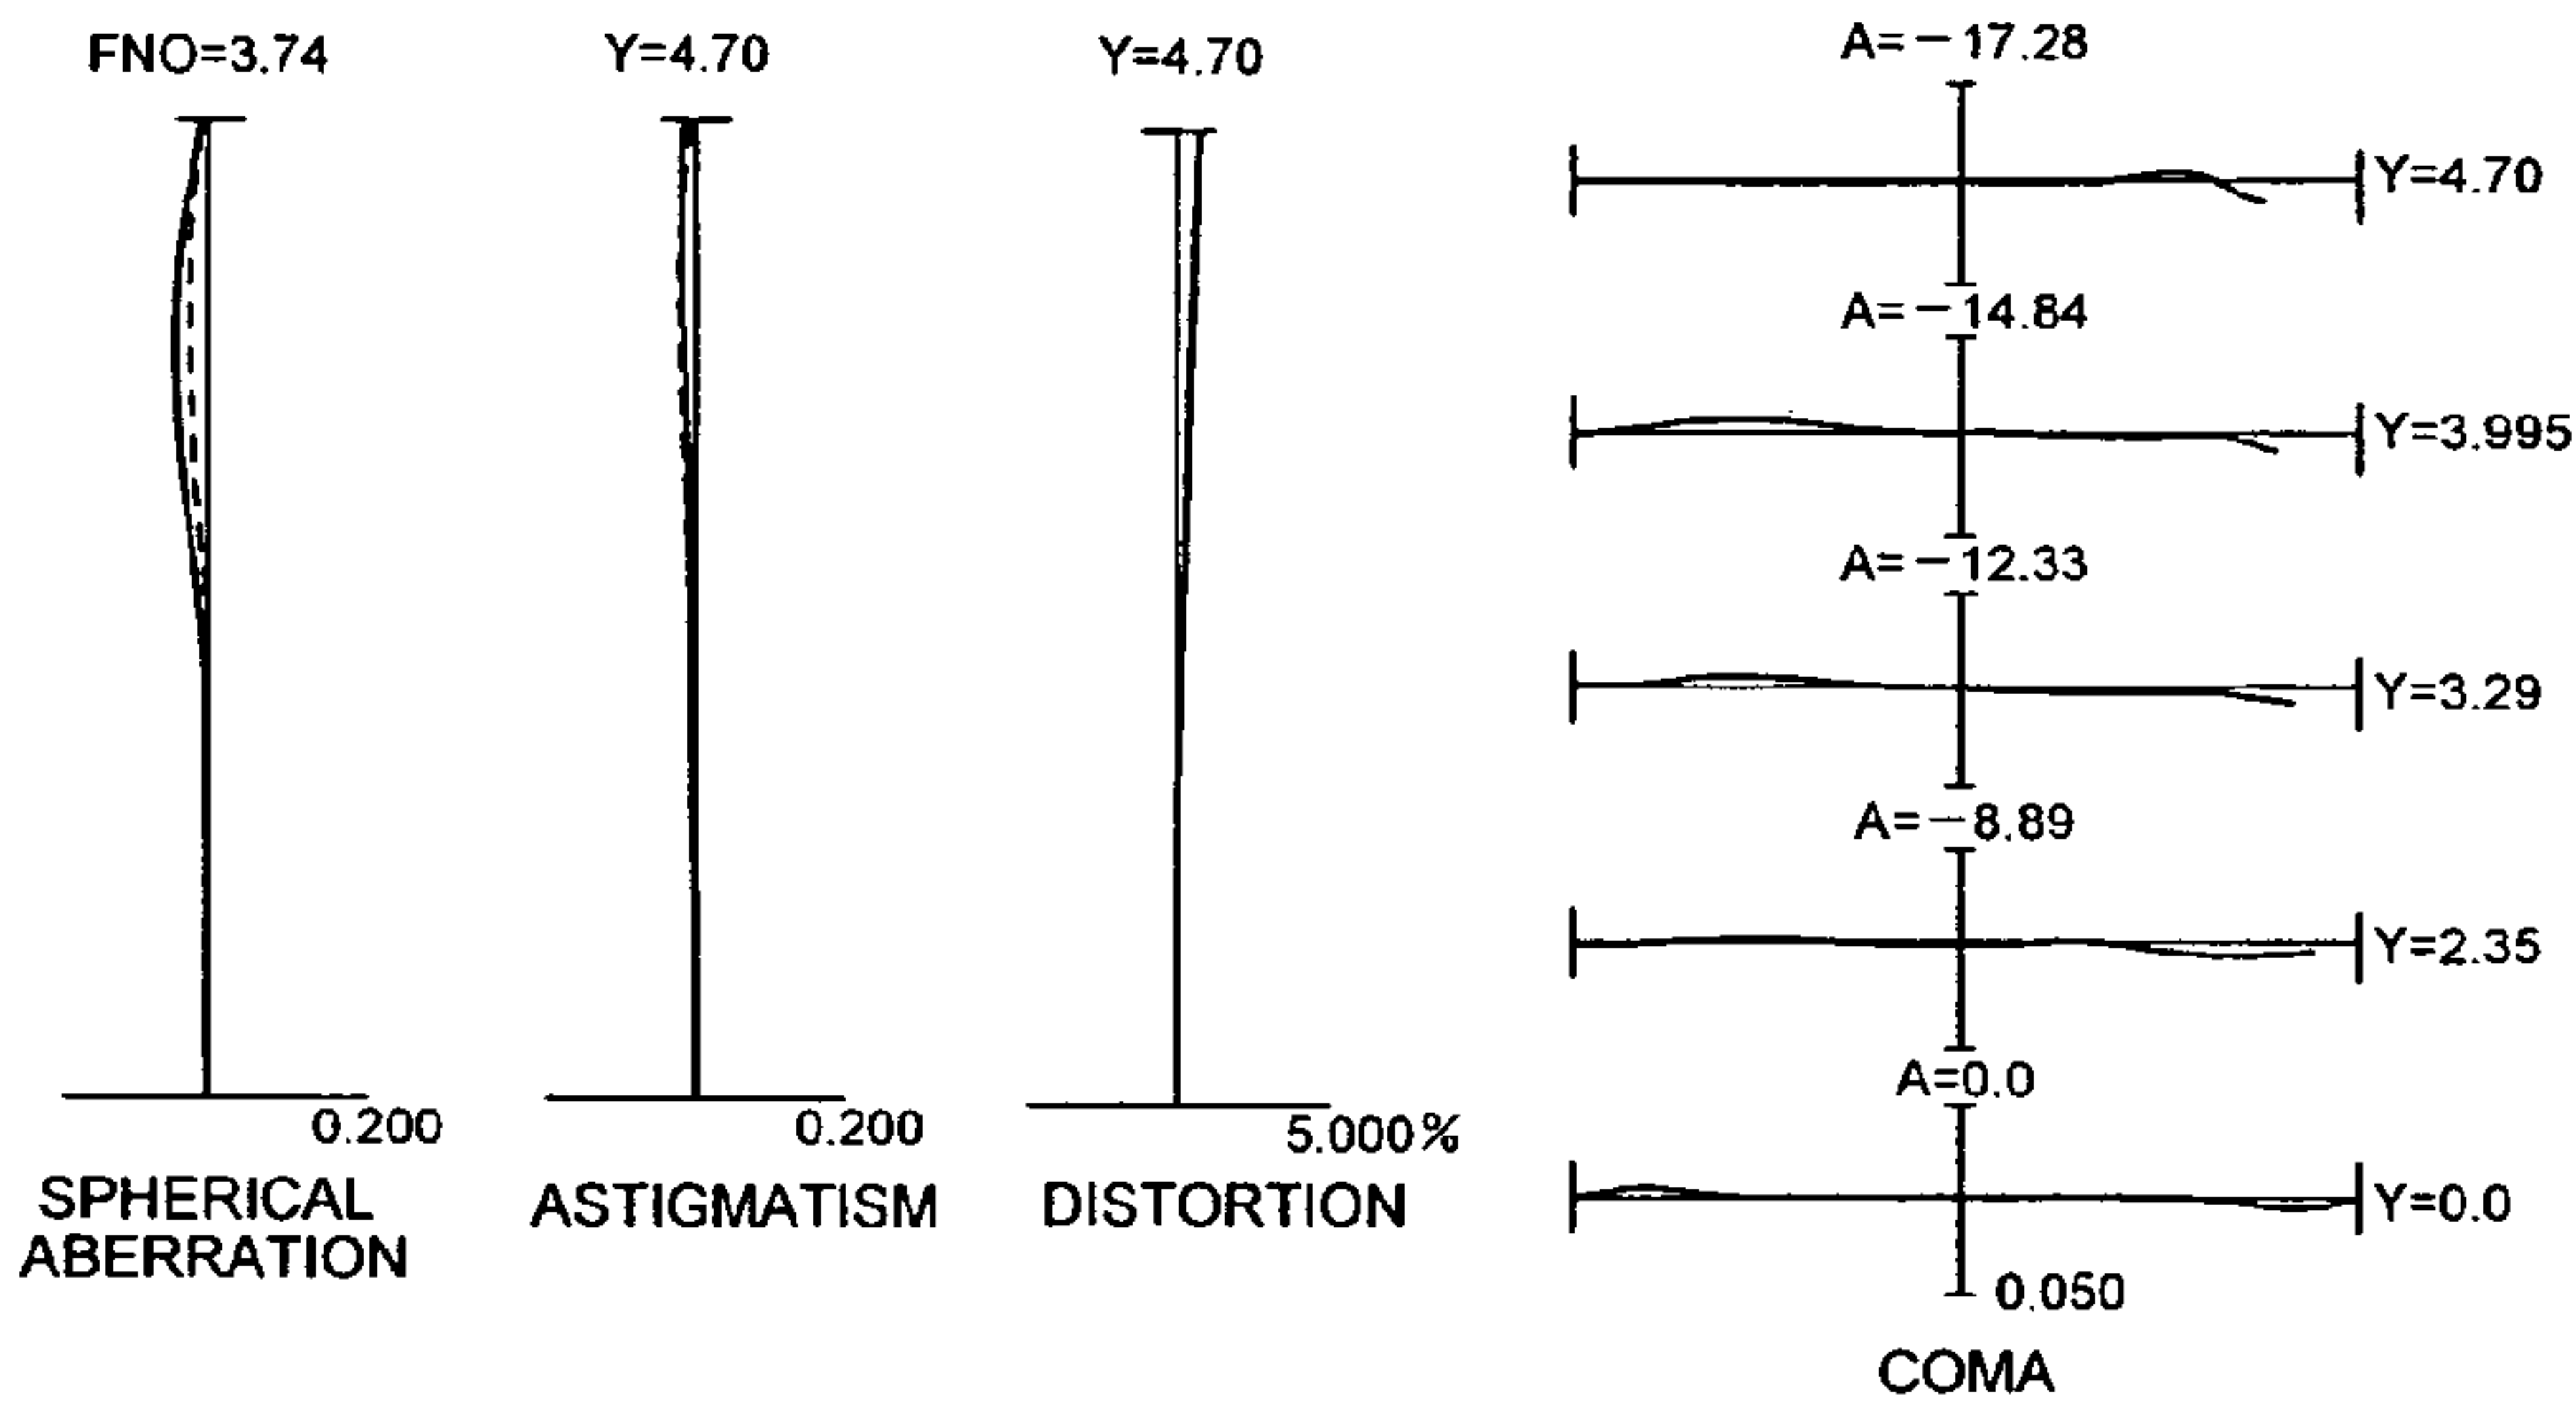 FNO=3.74
Y=4.70
Y=4.70
0.200
SPHERICAL
ABERRATION
0.200
ASTIGMATISM
5.000%
DISTORTION
A=−17.28
Y=4.70
A=−14.84
Y=3.995
A=−12.33
Y=3.29
A=−8.89
Y=2.35
A=0.0
Y=0.0
0.050
COMA